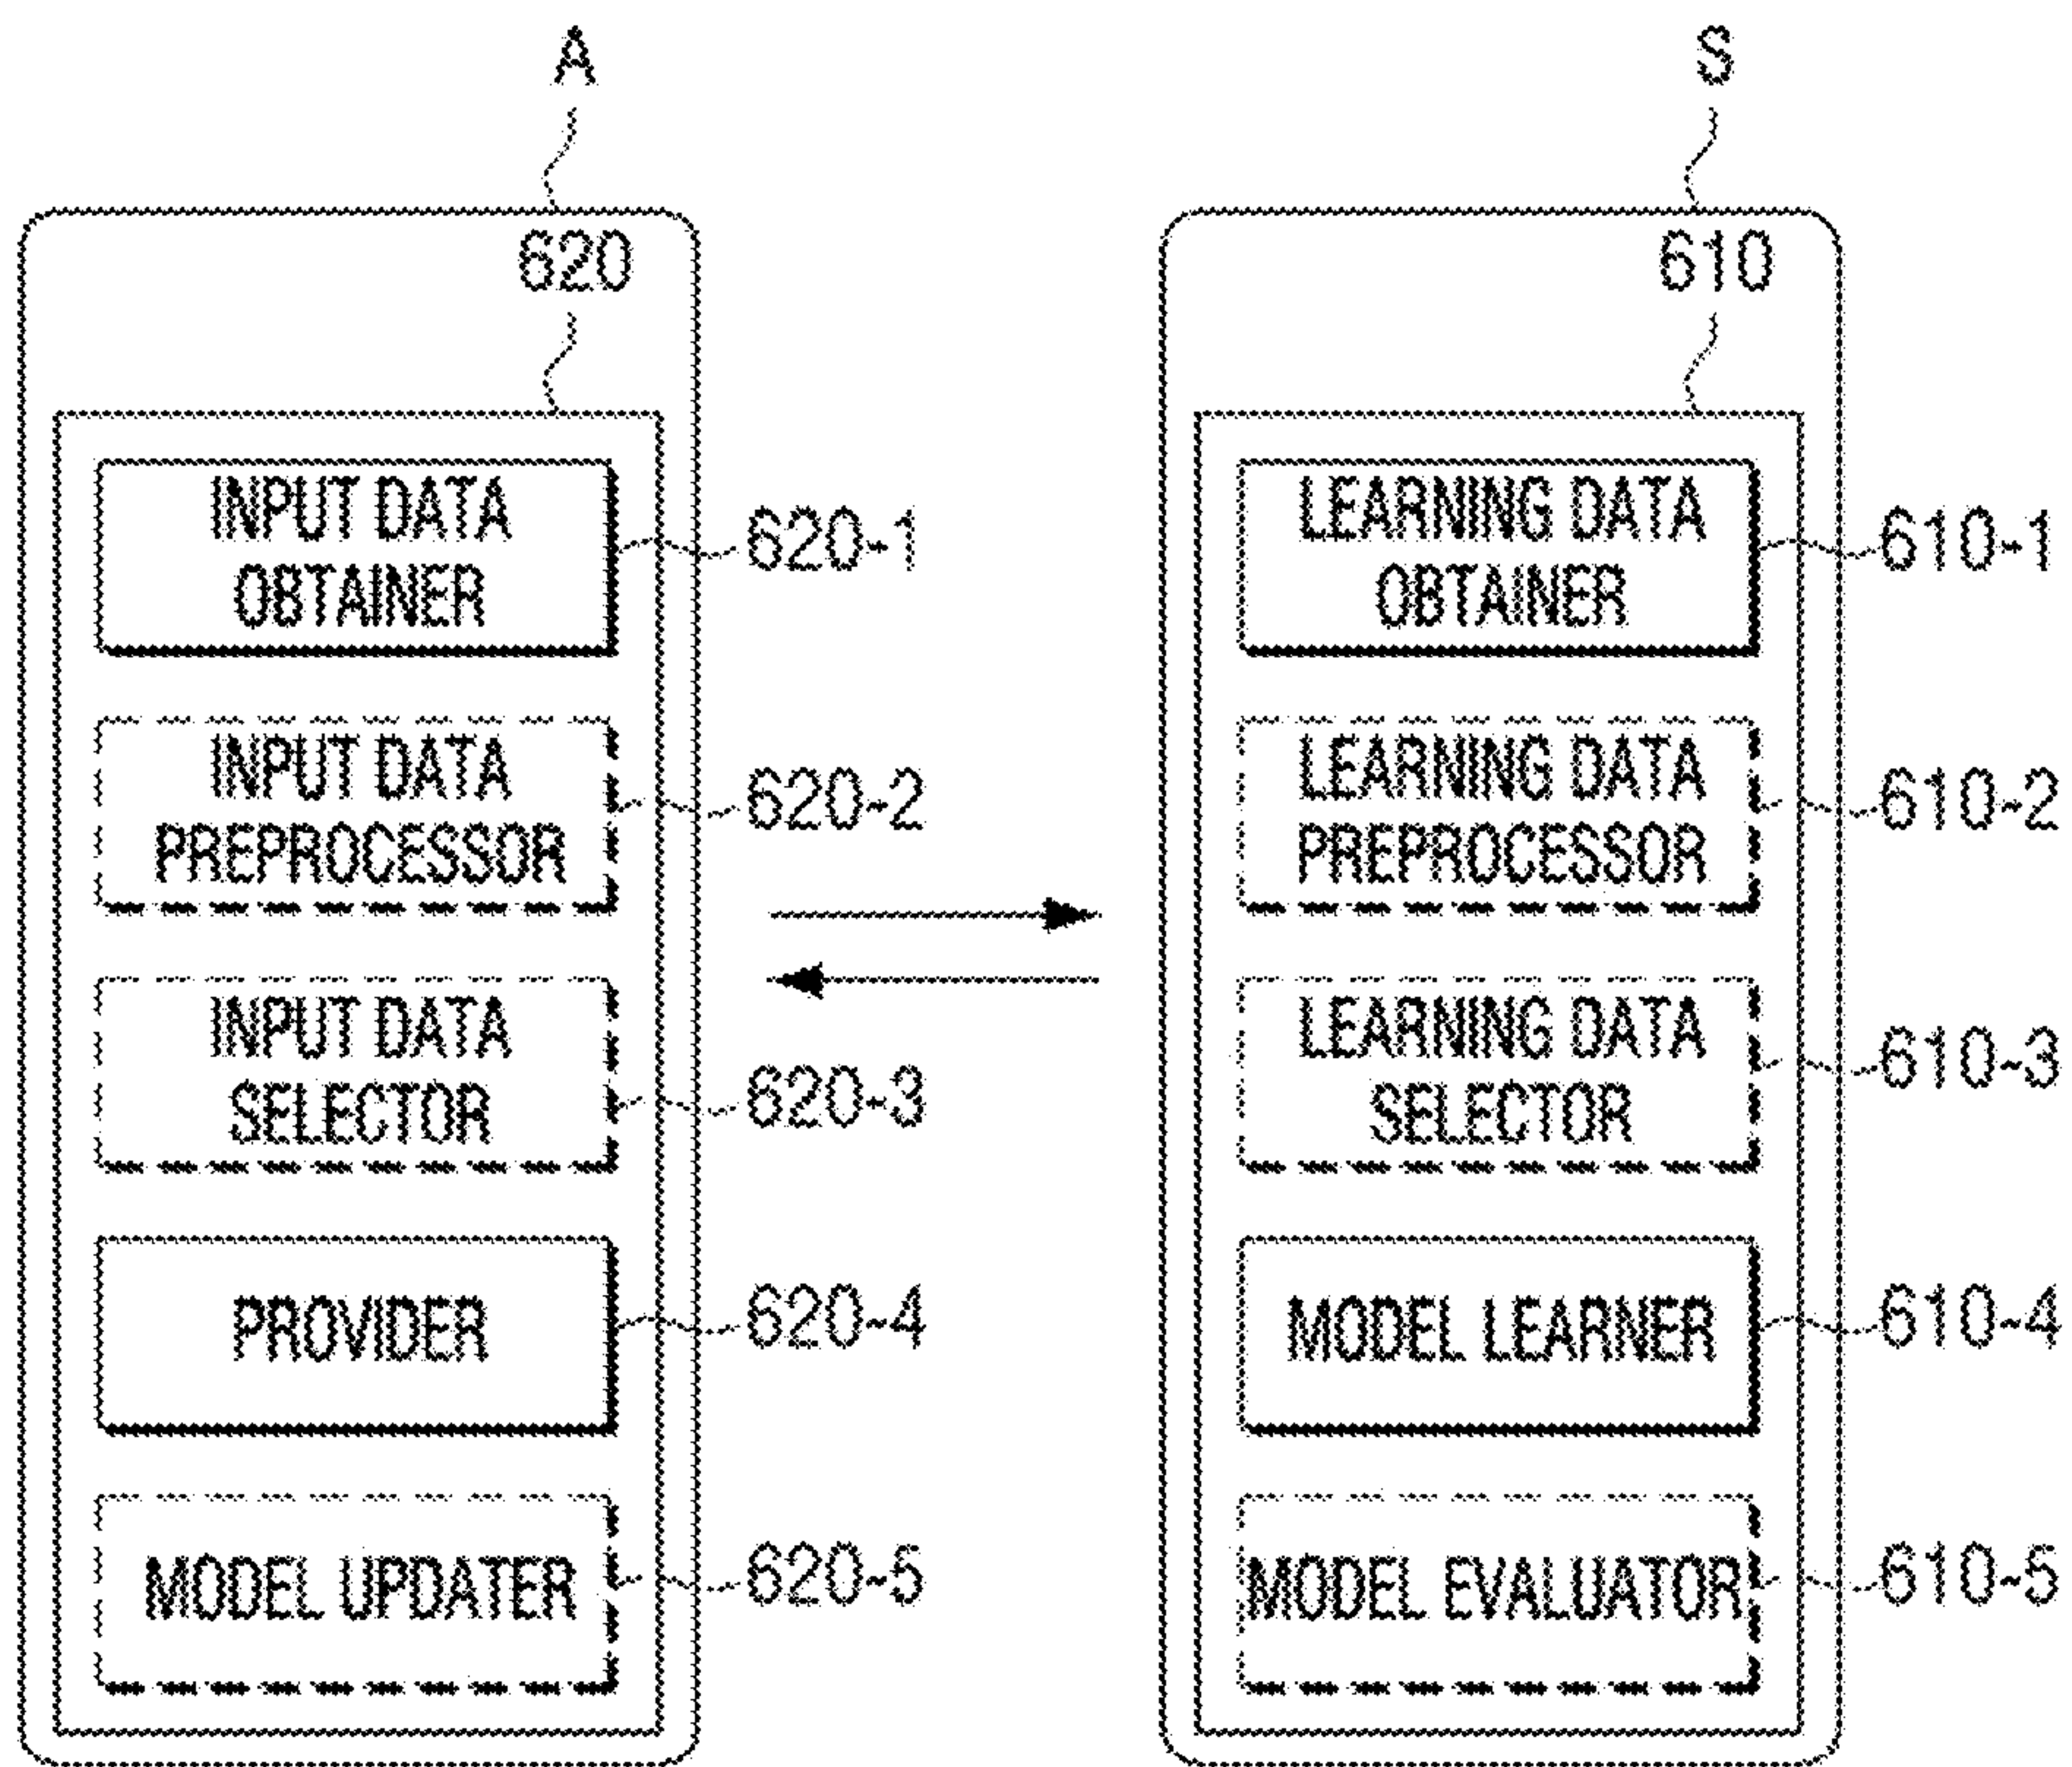 A
620
INPUT DATA
OBTAINER
620-1
INPUT DATA
PREPROCESSOR
620-2
INPUT DATA
SELECTOR
620-3
PROVIDER
620-4
MODEL UPDATER
620-5
S
610
LEARNING DATA
OBTAINER
610-1
LEARNING DATA
PREPROCESSOR
610-2
LEARNING DATA
SELECTOR
610-3
MODEL LEARNER
610-4
MODEL EVALUATOR
610-5